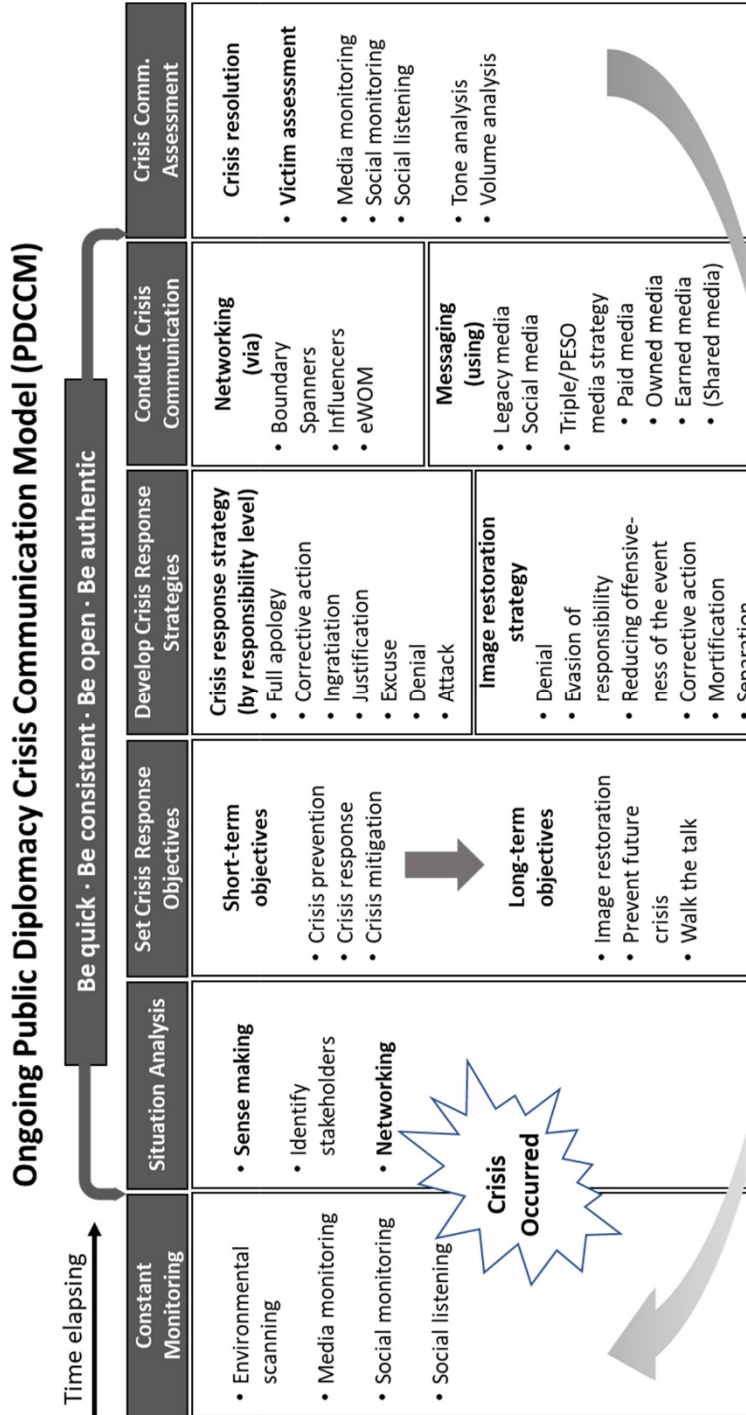 Ongoing Public Diplomacy Crisis Communication Model (PDCCM)
Time elapsing
Be quick · Be consistent · Be open · Be authentic
Constant
Monitoring
• Environmental
scanning
• Media monitoring
• Social monitoring
• Social listening
Situation Analysis
• Sense making
• Identify
stakeholders
• Networking
Crisis
Occurred
Set Crisis Response
Objectives
Short-term
objectives
• Crisis prevention
• Crisis response
• Crisis mitigation
Long-term
objectives
• Image restoration
• Prevent future
crisis
• Walk the talk
Develop Crisis Response
Strategies
Crisis response strategy
(by responsibility level)
• Full apology
• Corrective action
• Ingratiation
• Justification
• Excuse
• Denial
• Attack
Image restoration
strategy
• Denial
• Evasion of
responsibility
• Reducing offensive-
ness of the event
• Corrective action
• Mortification
• Separation
Conduct Crisis
Communication
Networking
(via)
• Boundary
Spanners
• Influencers
• eWOM
Messaging
(using)
• Legacy media
• Social media
• Triple/PESO
media strategy
• Paid media
• Owned media
• Earned media
• (Shared media)
Crisis Comm.
Assessment
Crisis resolution
• Victim assessment
• Media monitoring
• Social monitoring
• Social listening
• Tone analysis
• Volume analysis